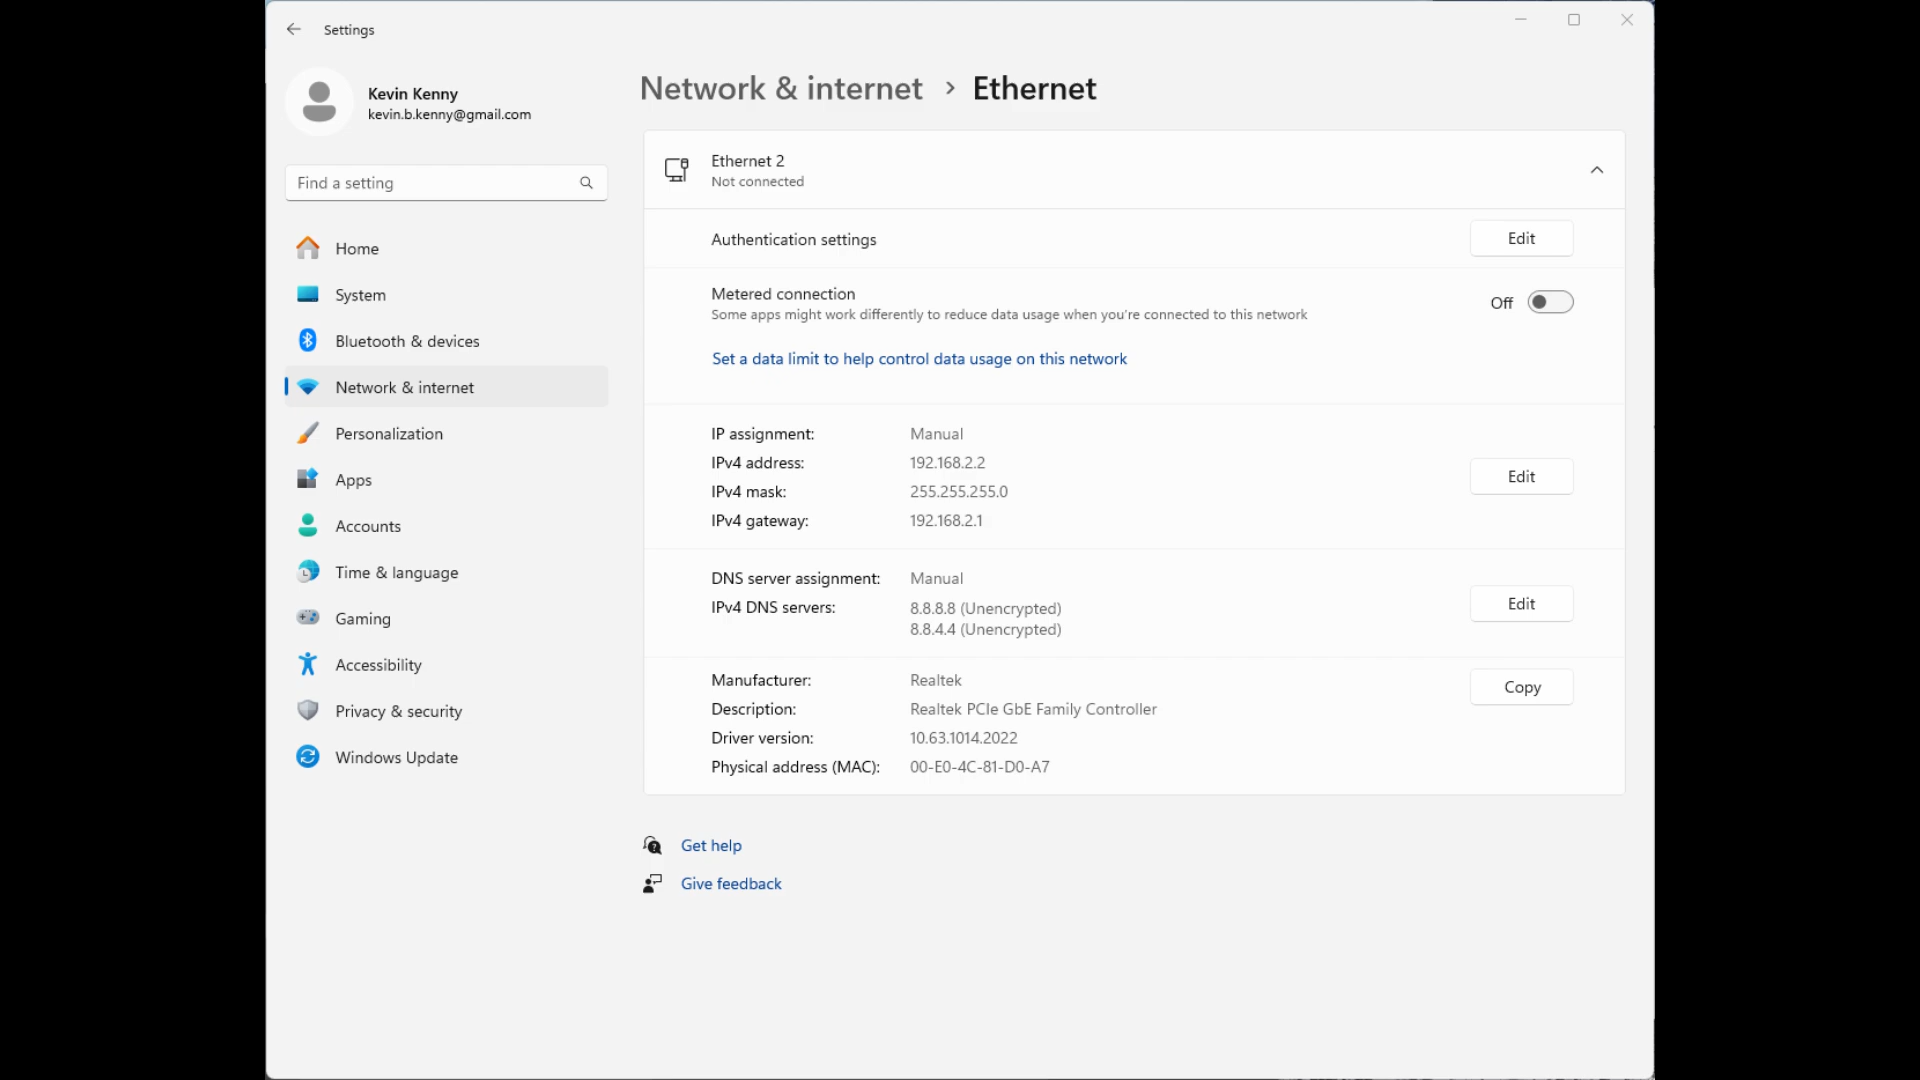 Settings
Kevin Kenny
kevin.b.kenny@gmail.com
Find a setting
Home
System
Bluetooth & devices
Network & internet
Personalization
Apps
Accounts
Time & language
Gaming
Accessibility
Privacy & security
Windows Update
Network & internet › Ethernet
Ethernet 2
Not connected
Authentication settings
Edit
Metered connection
Some apps might work differently to reduce data usage when you're connected to this network
Off
Set a data limit to help control data usage on this network
IP assignment: Manual
IPv4 address: 192.168.2.2
IPv4 mask: 255.255.255.0
IPv4 gateway: 192.168.2.1
Edit
DNS server assignment: Manual
IPv4 DNS servers: 8.8.8.8 (Unencrypted)
8.8.4.4 (Unencrypted)
Edit
Manufacturer: Realtek
Description: Realtek PCIe GbE Family Controller
Driver version: 10.63.1014.2022
Physical address (MAC): 00-E0-4C-81-D0-A7
Copy
Get help
Give feedback